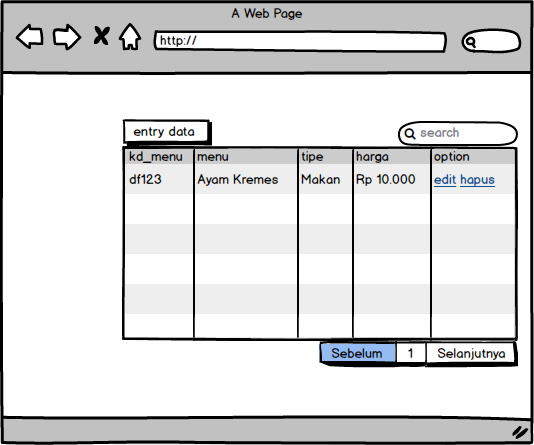 A Web Page
http://
entry data
search
kd_menu menu tipe harga option
df123 Ayam Kremes Makan Rp 10.000 edit hapus
Sebelum 1 Selanjutnya